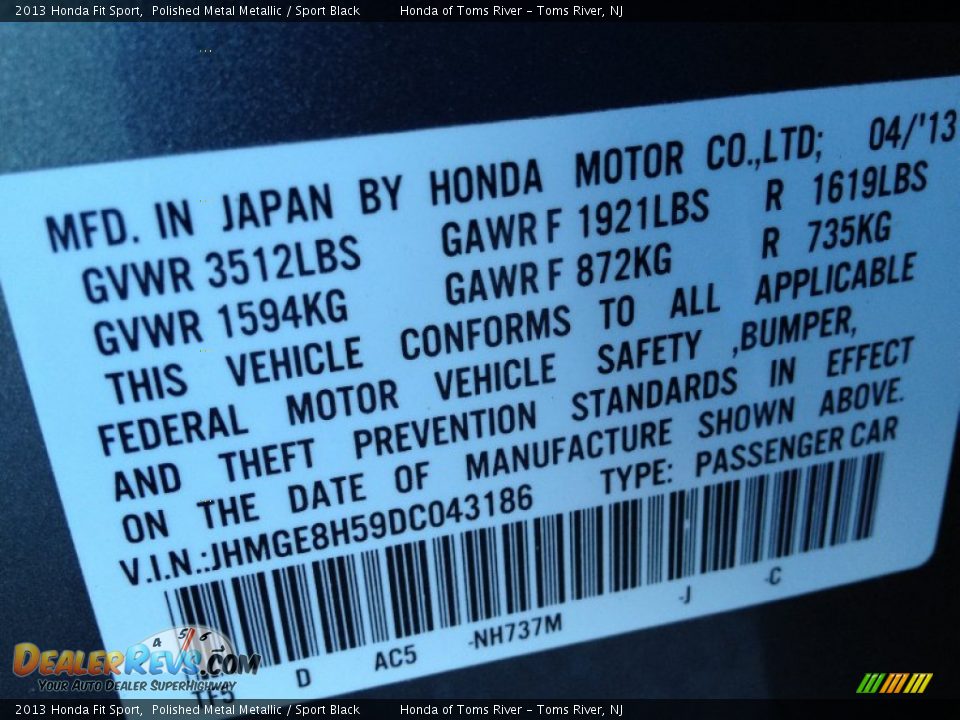 2013 Honda Fit Sport, Polished Metal Metallic / Sport Black Honda of Toms River - Toms River, NJ
MFD. IN JAPAN BY HONDA MOTOR CO.,LTD; 04/'13
GVWR 3512LBS GAWR F 1921LBS R 1619LBS
GVWR 1594KG GAWR F 872KG R 735KG
THIS VEHICLE CONFORMS TO ALL APPLICABLE
FEDERAL MOTOR VEHICLE SAFETY ,BUMPER,
AND THEFT PREVENTION STANDARDS IN EFFECT
ON THE DATE OF MANUFACTURE SHOWN ABOVE.
V.I.N.:JHMGE8H59DC043186 TYPE: PASSENGER CAR
TF5 D AC5 -NH737M -J -C
4 5 6
DealerRevs.com
Your Auto Dealer SuperHighway
2013 Honda Fit Sport, Polished Metal Metallic / Sport Black Honda of Toms River - Toms River, NJ